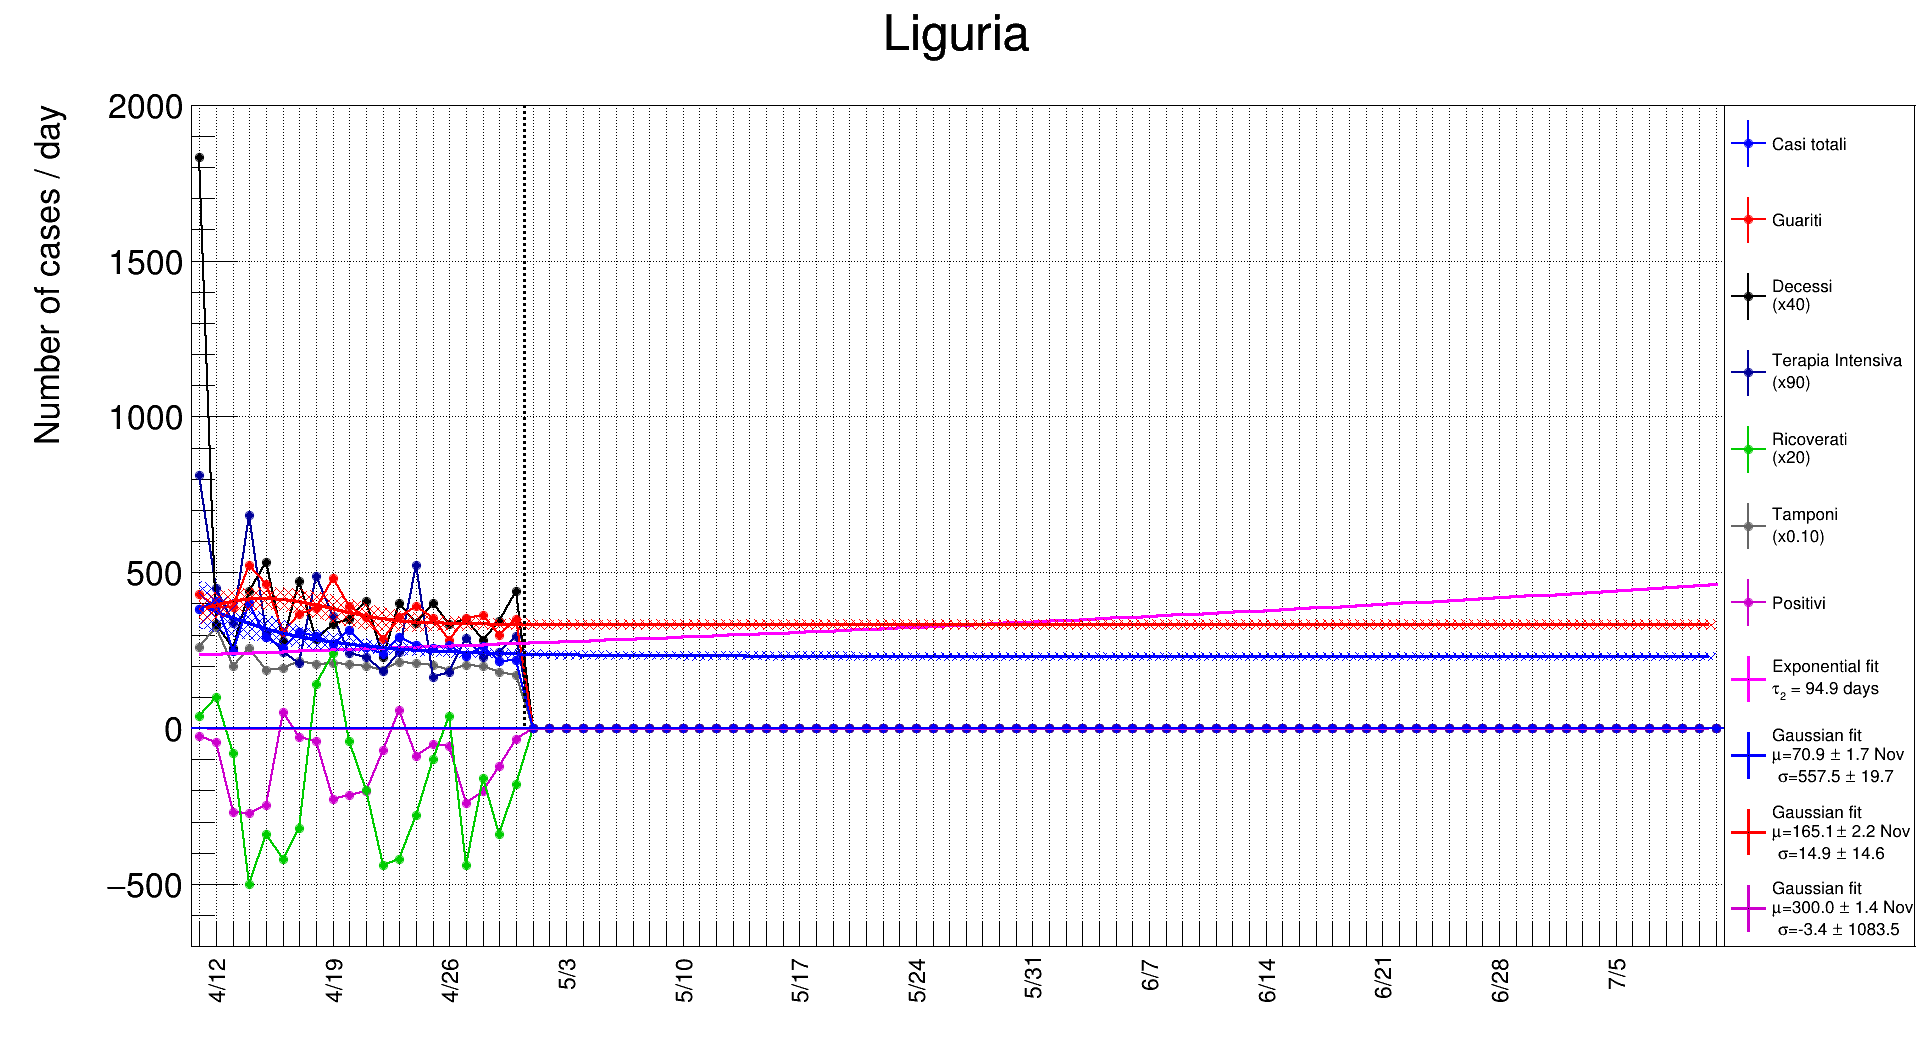 Liguria
Number of cases / day
2000
1500
1000
500
0
−500
4/12
4/19
4/26
5/3
5/10
5/17
5/24
5/31
6/7
6/14
6/21
6/28
7/5
Casi totali
Guariti
Decessi
(x40)
Terapia Intensiva
(x90)
Ricoverati
(x20)
Tamponi
(x0.10)
Positivi
Exponential fit
τ₂ = 94.9 days
Gaussian fit
μ=70.9 ± 1.7 Nov
σ=557.5 ± 19.7
Gaussian fit
μ=165.1 ± 2.2 Nov
σ=14.9 ± 14.6
Gaussian fit
μ=300.0 ± 1.4 Nov
σ=-3.4 ± 1083.5